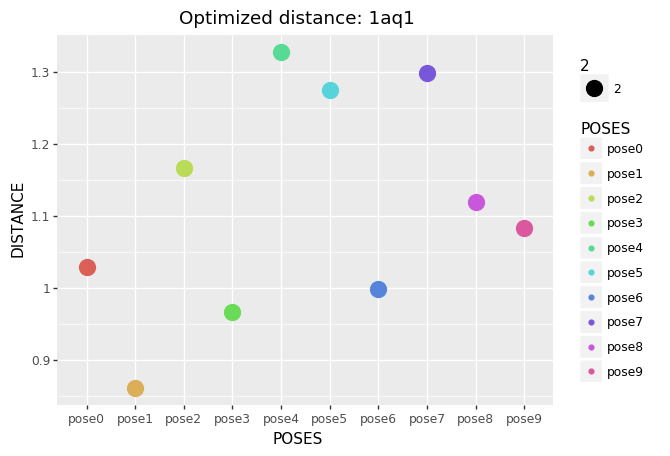 Optimized distance: 1aq1
DISTANCE
1.3
1.2
1.1
1
0.9
pose0 pose1 pose2 pose3 pose4 pose5 pose6 pose7 pose8 pose9
POSES
2
2
POSES
pose0
pose1
pose2
pose3
pose4
pose5
pose6
pose7
pose8
pose9